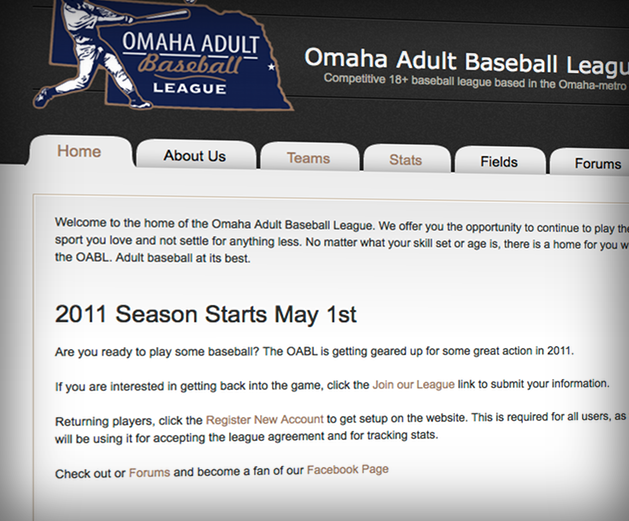 OMAHA ADULT
Baseball
LEAGUE
Omaha Adult Baseball Leagu
Competitive 18+ baseball league based in the Omaha-metro
Home
About Us
Teams
Stats
Fields
Forums
Welcome to the home of the Omaha Adult Baseball League. We offer you the opportunity to continue to play the
sport you love and not settle for anything less. No matter what your skill set or age is, there is a home for you w
the OABL. Adult baseball at its best.
2011 Season Starts May 1st
Are you ready to play some baseball? The OABL is getting geared up for some great action in 2011.
If you are interested in getting back into the game, click the Join our League link to submit your information.
Returning players, click the Register New Account to get setup on the website. This is required for all users, as
will be using it for accepting the league agreement and for tracking stats.
Check out or Forums and become a fan of our Facebook Page